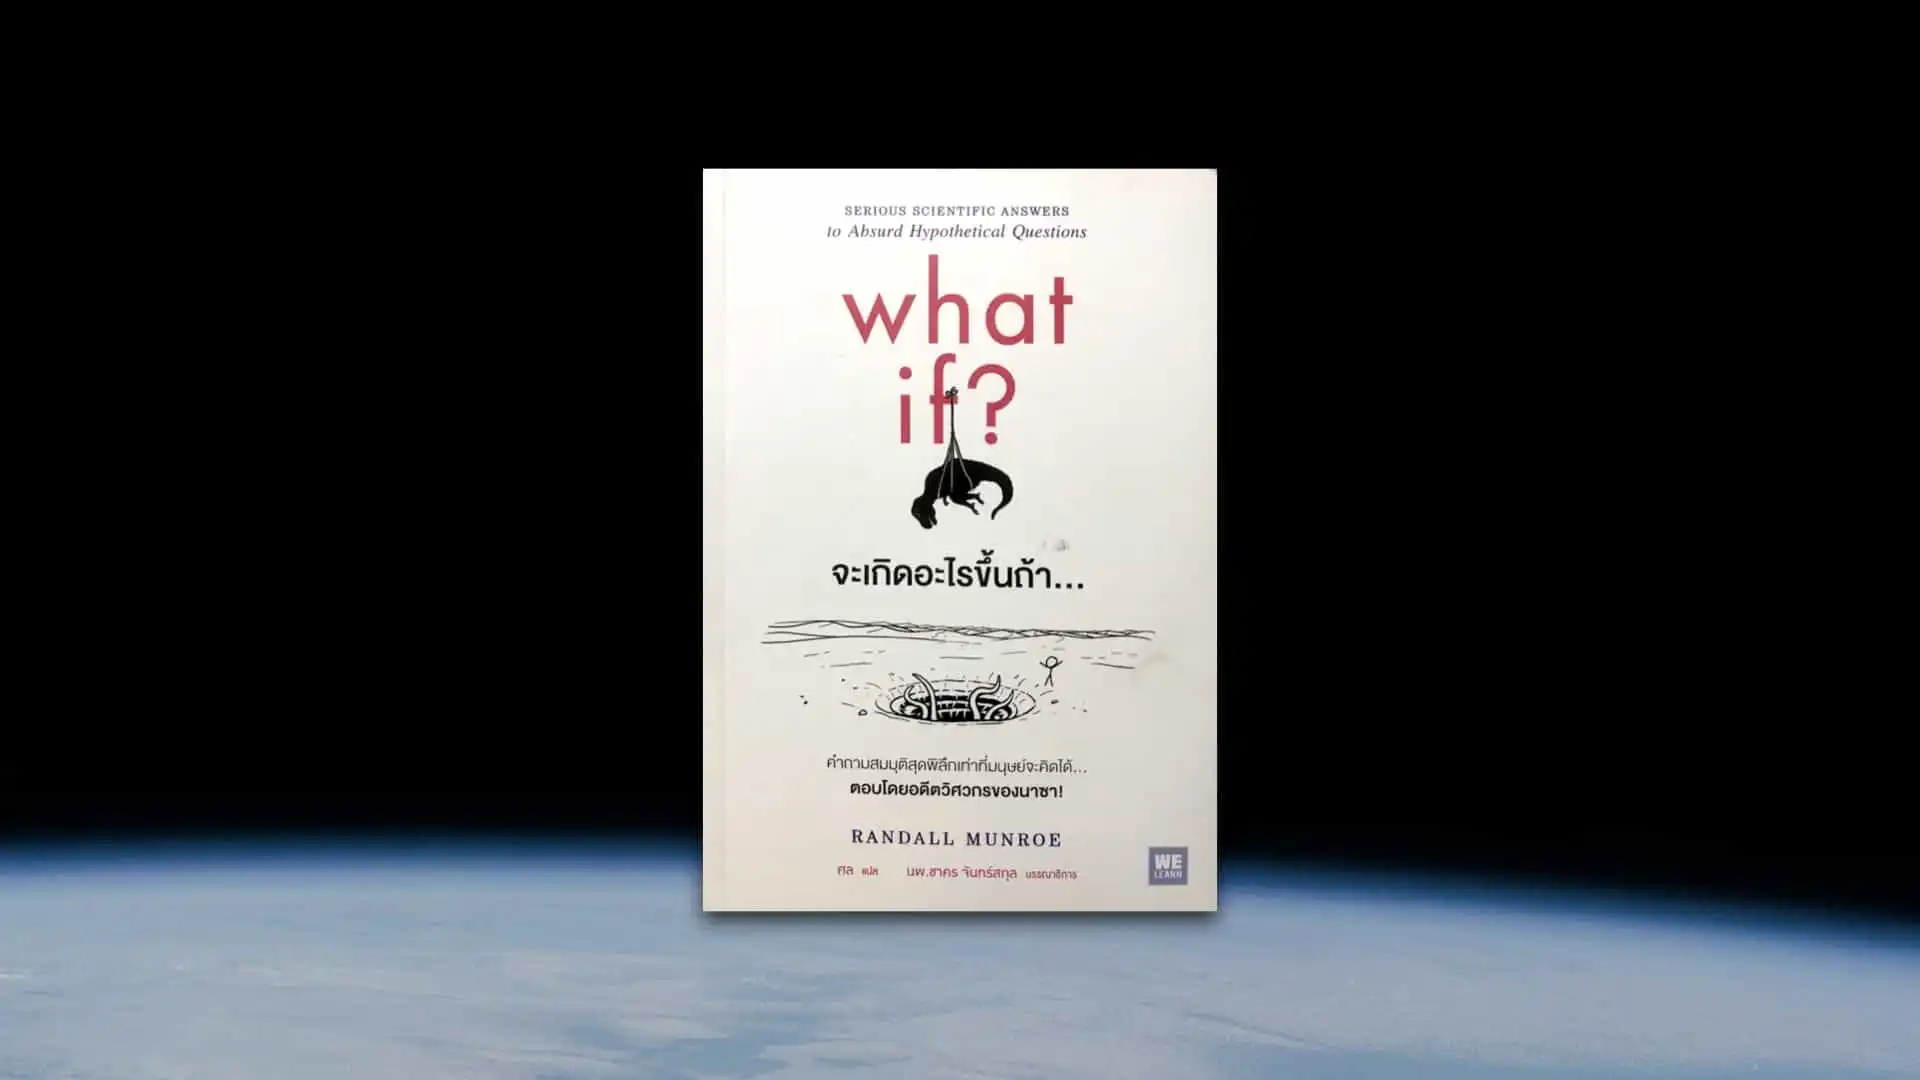 SERIOUS SCIENTIFIC ANSWERS
to Absurd Hypothetical Questions
what
if?
จะเกิดอะไรขึ้นถ้า...
คำถามสมมุติสุดพิลึกเท่าที่มนุษย์จะคิดได้...
ตอบโดยอดีตวิศวกรของนาซา!
RANDALL MUNROE
ศล แปล นพ.ชาคร จันทร์สกุล บรรณาธิการ
WE
LEARN